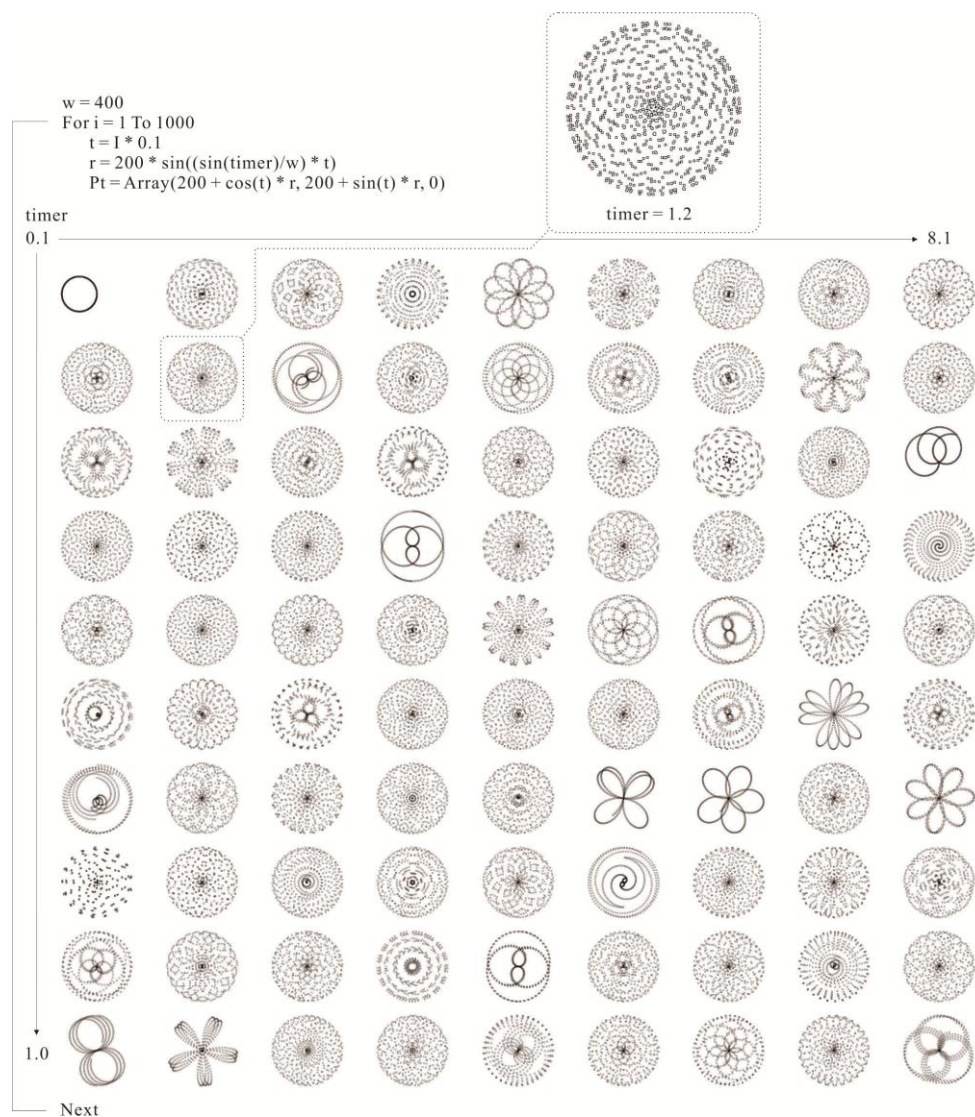 w = 400
For i = 1 To 1000
t = I * 0.1
r = 200 * sin((sin(timer)/w) * t)
Pt = Array(200 + cos(t) * r, 200 + sin(t) * r, 0)
timer = 1.2
timer
0.1
8.1
1.0
Next